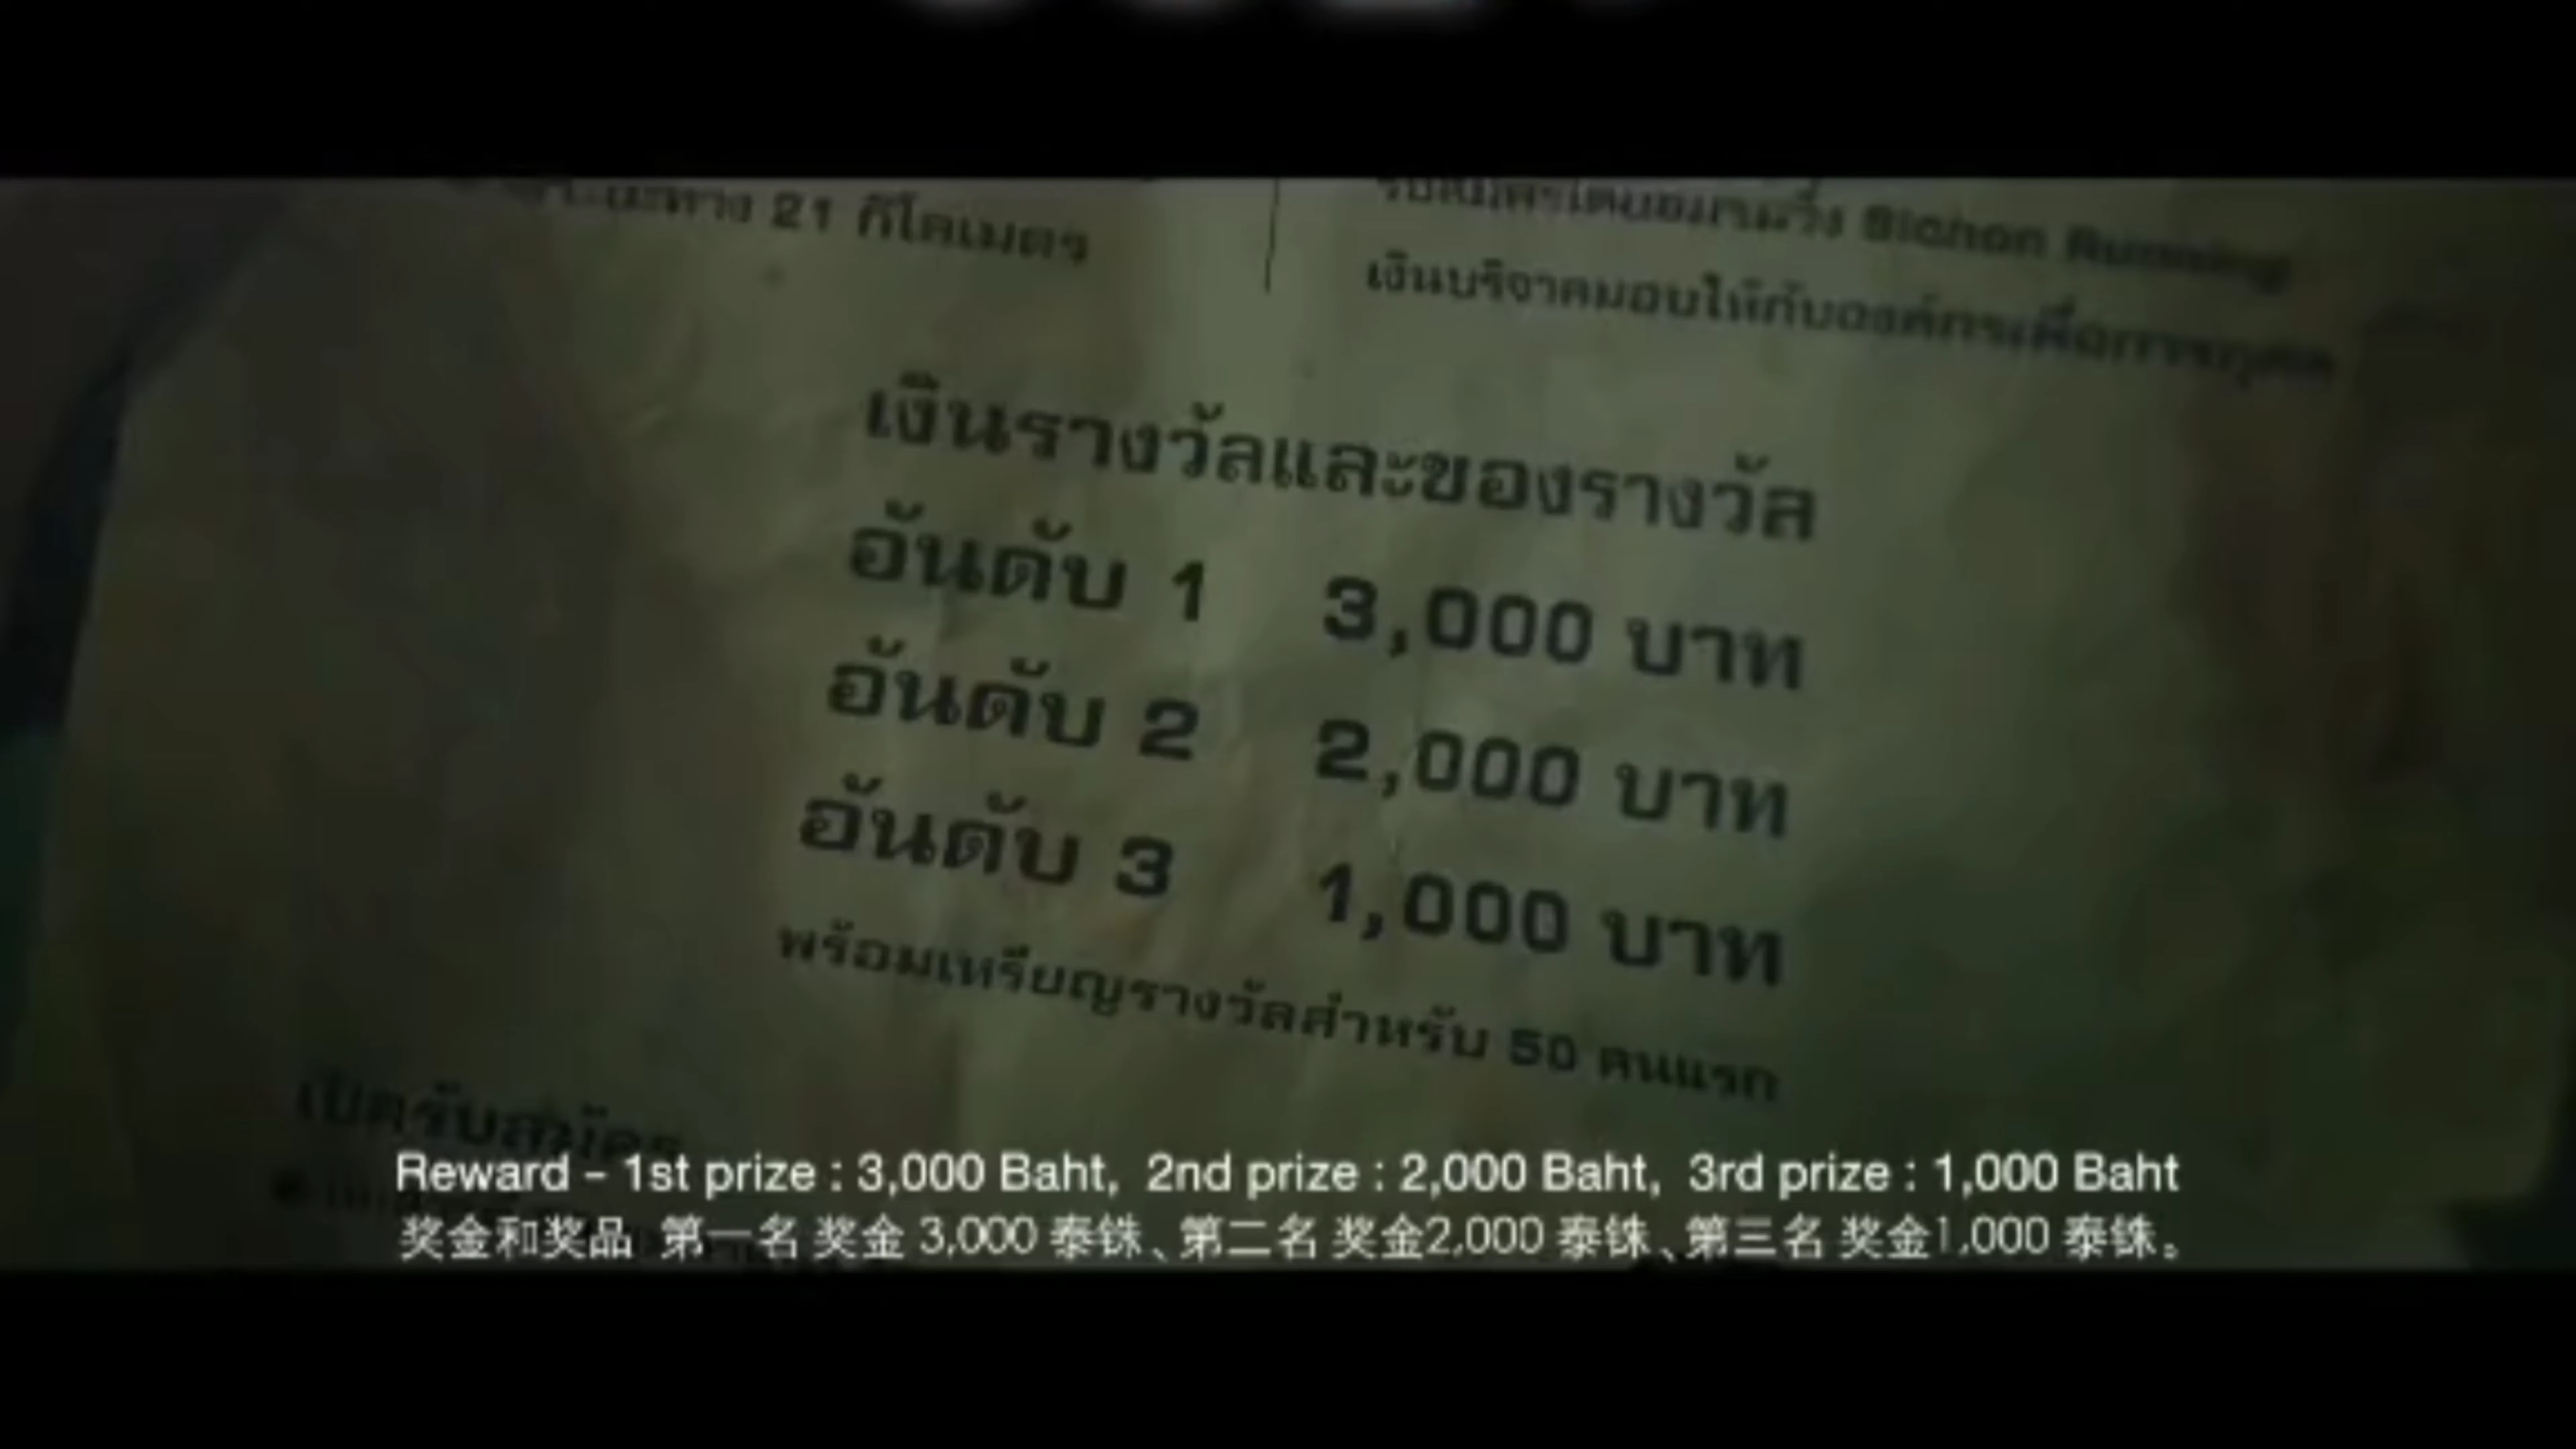 21 กิโลเมตร
Sichon Running
เงินบริจาคมอบให้กับองค์กรเพื่อการกุศล
เงินรางวัลและของรางวัล
อันดับ 1 3,000 บาท
อันดับ 2 2,000 บาท
อันดับ 3 1,000 บาท
พร้อมเหรียญรางวัลสำหรับ 50 คนแรก
เปิดรับสมัคร
Reward - 1st prize : 3,000 Baht, 2nd prize : 2,000 Baht, 3rd prize : 1,000 Baht
奖金和奖品 第一名 奖金 3,000 泰铢、第二名 奖金2,000 泰铢、第三名 奖金1,000 泰铢。